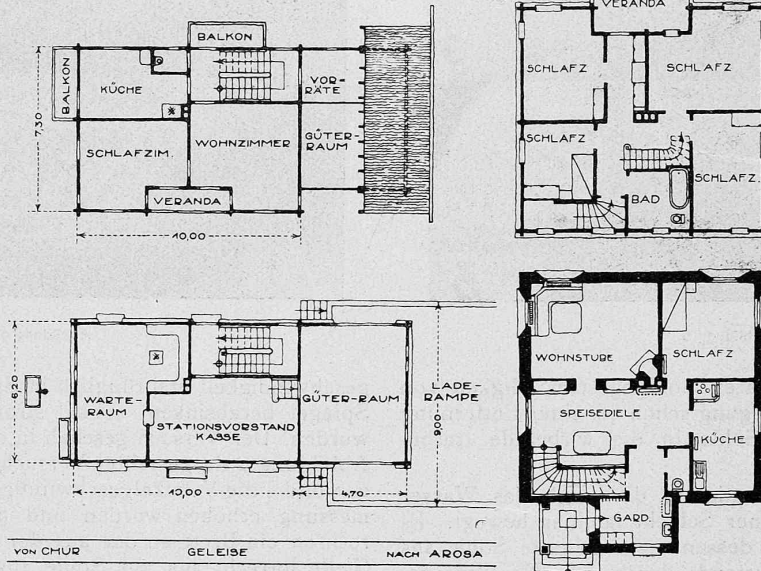 BALKON
BALKON
KÜCHE
VOR-
RÄTE
SCHLAFZIM.
WOHNZIMMER
GÜTER-
RAUM
VERANDA
7,30
10,00
VERANDA
SCHLAFZ
SCHLAFZ
SCHLAFZ
BAD
SCHLAFZ.
WARTE-
RAUM
STATIONSVORSTAND
KASSE
GÜTER-RAUM
LADE-
RAMPE
6,20
9,00
10,00
4,70
VON CHUR
GELEISE
NACH AROSA
WOHNSTUBE
SCHLAFZ
SPEISEDIELE
KÜCHE
GARD.